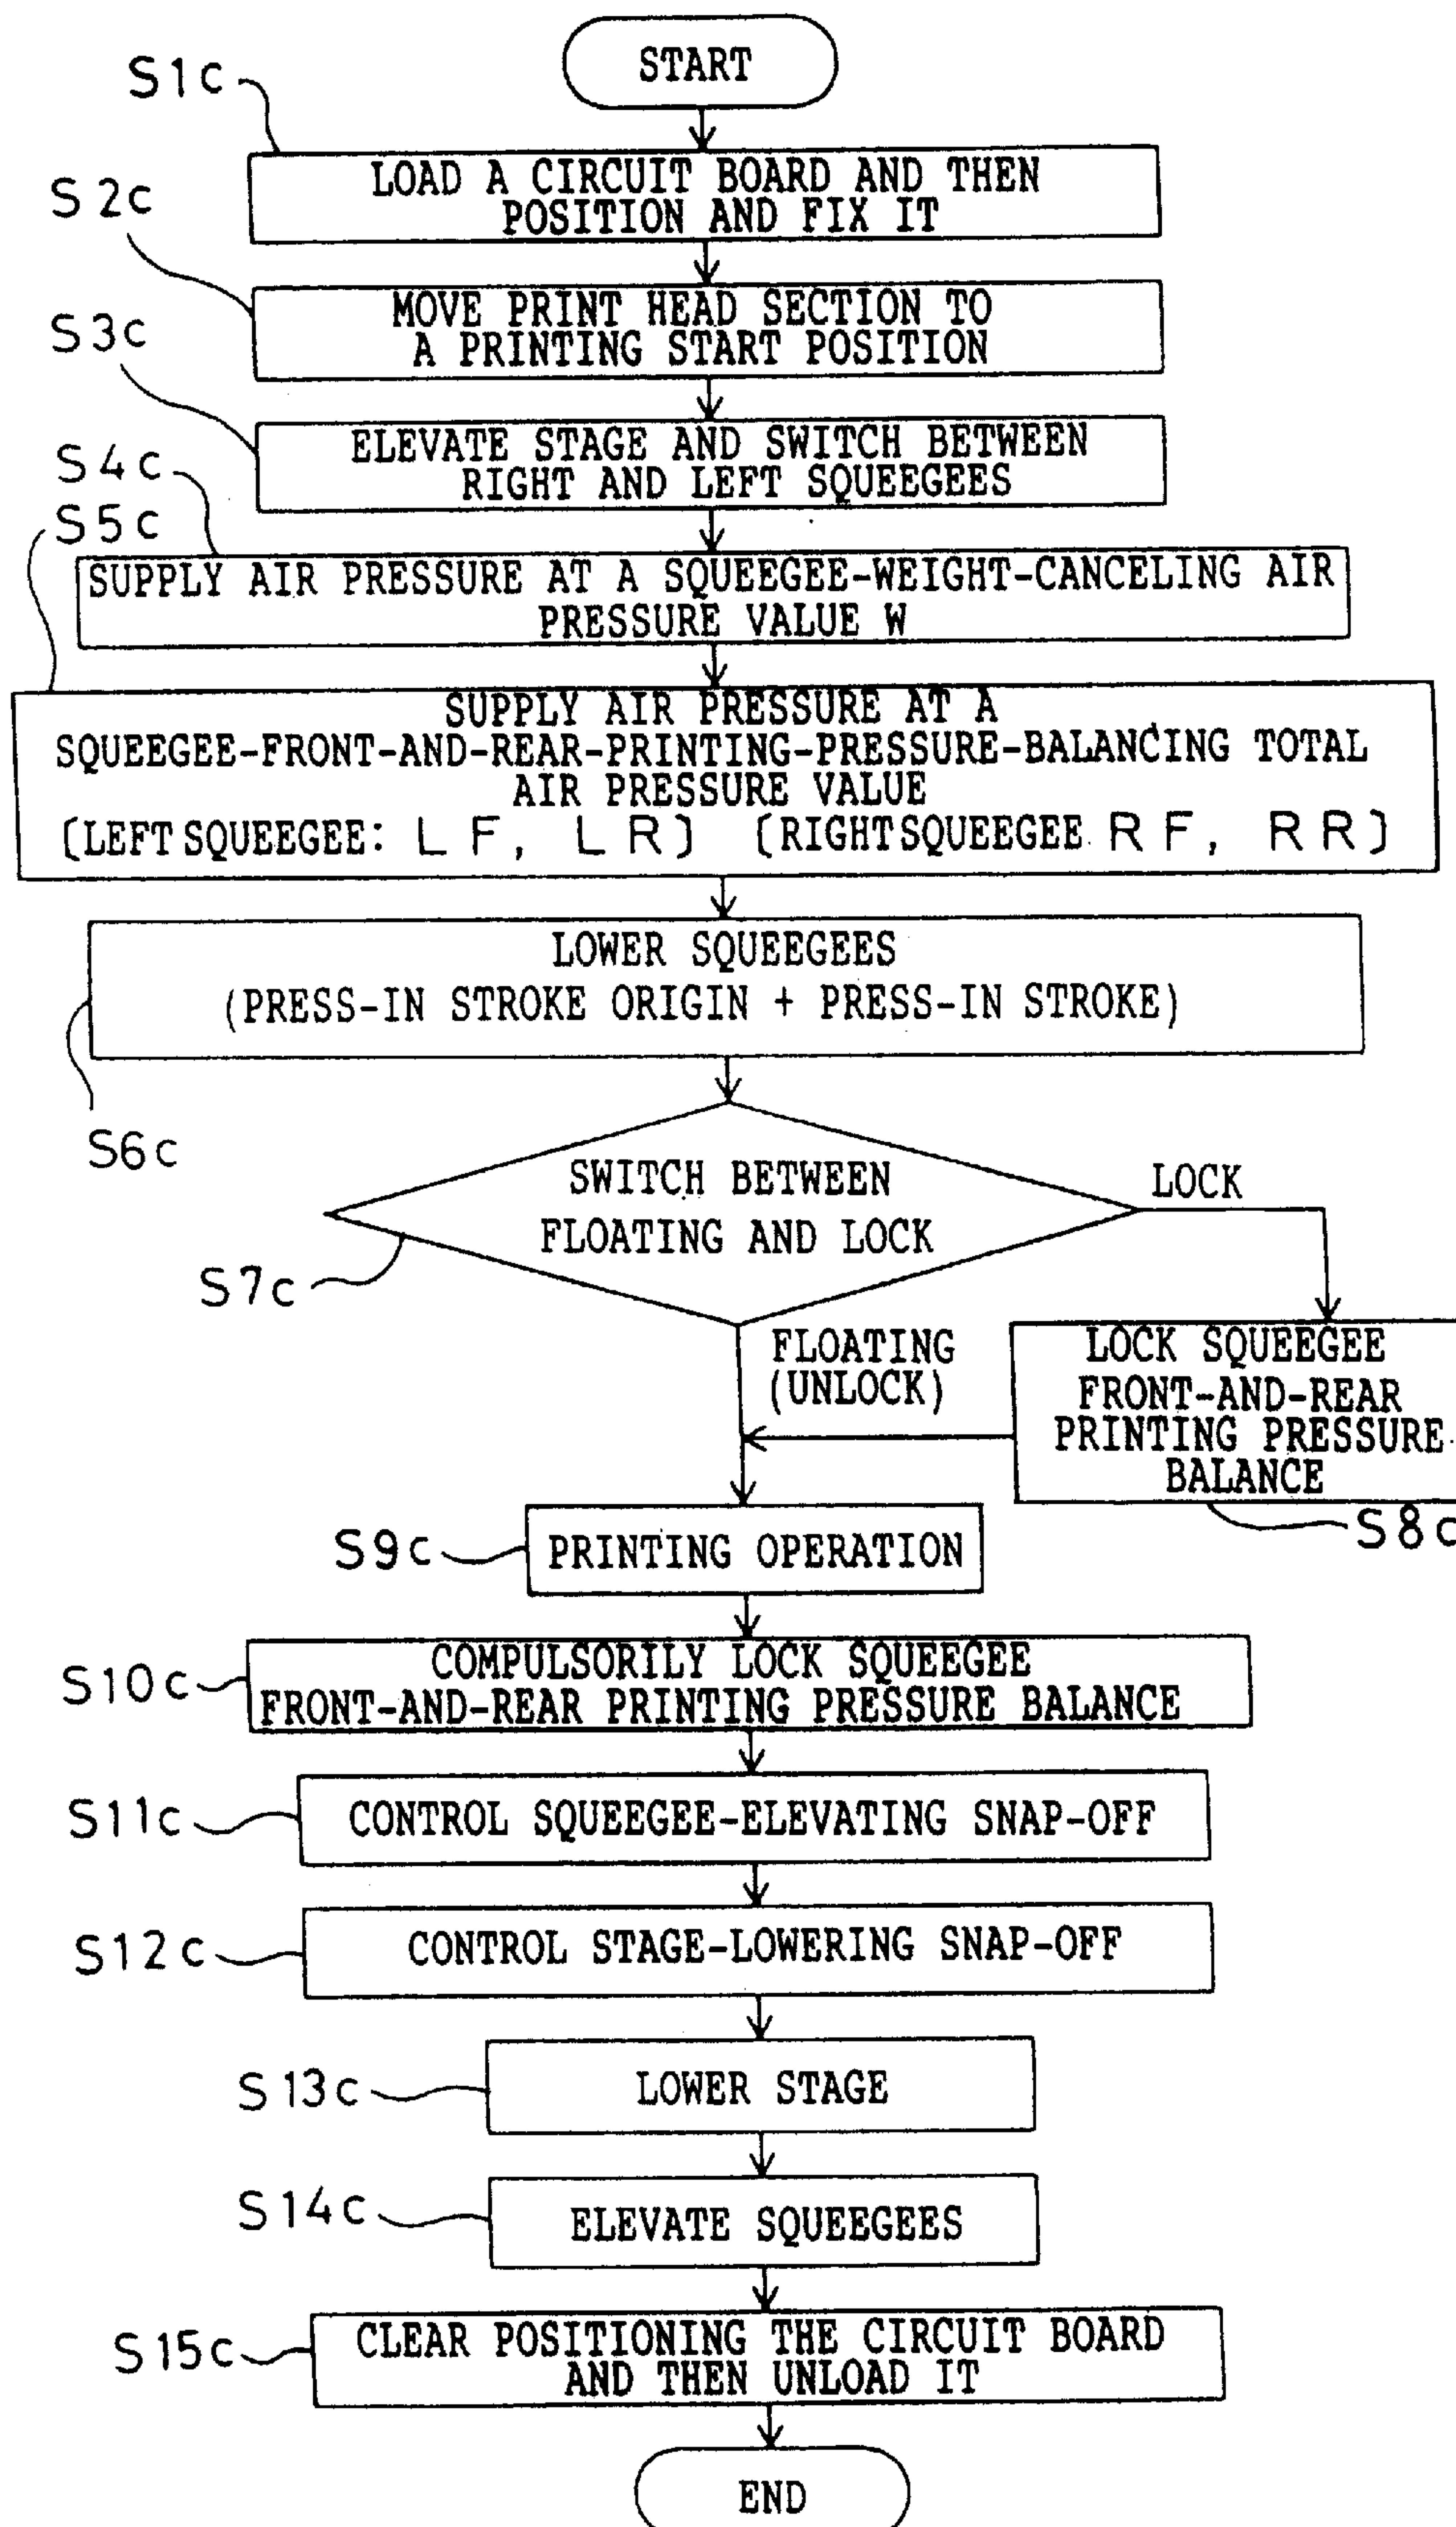 START
S1c
LOAD A CIRCUIT BOARD AND THEN
POSITION AND FIX IT
S2c
MOVE PRINT HEAD SECTION TO
A PRINTING START POSITION
S3c
ELEVATE STAGE AND SWITCH BETWEEN
RIGHT AND LEFT SQUEEGEES
S4c
SUPPLY AIR PRESSURE AT A SQUEEGEE-WEIGHT-CANCELING AIR
PRESSURE VALUE W
S5c
SUPPLY AIR PRESSURE AT A
SQUEEGEE-FRONT-AND-REAR-PRINTING-PRESSURE-BALANCING TOTAL
AIR PRESSURE VALUE
(LEFT SQUEEGEE: LF, LR) (RIGHT SQUEEGEE RF, RR)
LOWER SQUEEGEES
(PRESS-IN STROKE ORIGIN + PRESS-IN STROKE)
S6c
SWITCH BETWEEN
FLOATING AND LOCK
LOCK
S7c
FLOATING
(UNLOCK)
LOCK SQUEEGEE
FRONT-AND-REAR
PRINTING PRESSURE
BALANCE
S8c
S9c
PRINTING OPERATION
S10c
COMPULSORILY LOCK SQUEEGEE
FRONT-AND-REAR PRINTING PRESSURE BALANCE
S11c
CONTROL SQUEEGEE-ELEVATING SNAP-OFF
S12c
CONTROL STAGE-LOWERING SNAP-OFF
S13c
LOWER STAGE
S14c
ELEVATE SQUEEGEES
S15c
CLEAR POSITIONING THE CIRCUIT BOARD
AND THEN UNLOAD IT
END